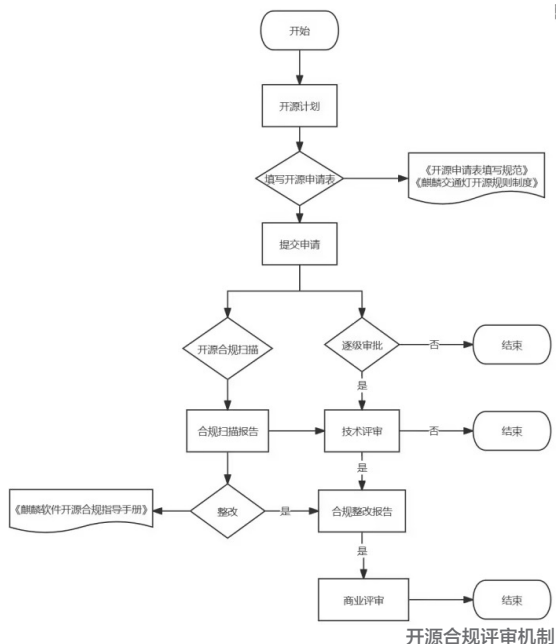 开始
开源计划
填写开源申请表
《开源申请表填写规范》
《麒麟交通灯开源规则制度》
提交申请
开源合规扫描
逐级审批
否
结束
是
合规扫描报告
技术评审
否
结束
是
《麒麟软件开源合规指导手册》
整改
是
合规整改报告
是
商业评审
结束
开源合规评审机制